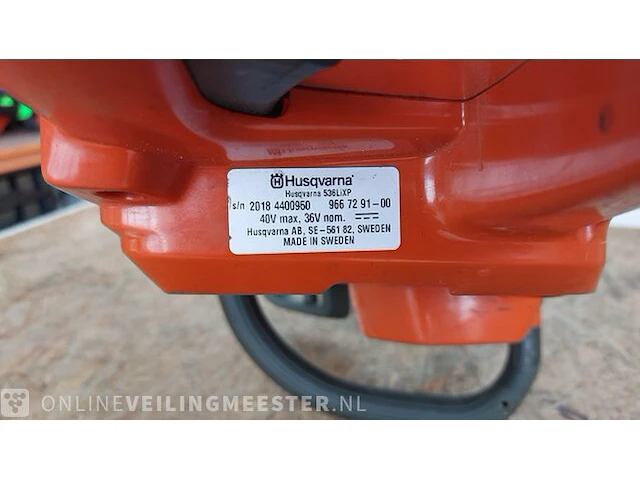 Husqvarna
Husqvarna 536LiXP
s/n 2018 4400950 966 72 91-00
40V max, 36V nom.
Husqvarna AB, SE-561 82, SWEDEN
MADE IN SWEDEN
ONLINEVEILINGMEESTER.NL